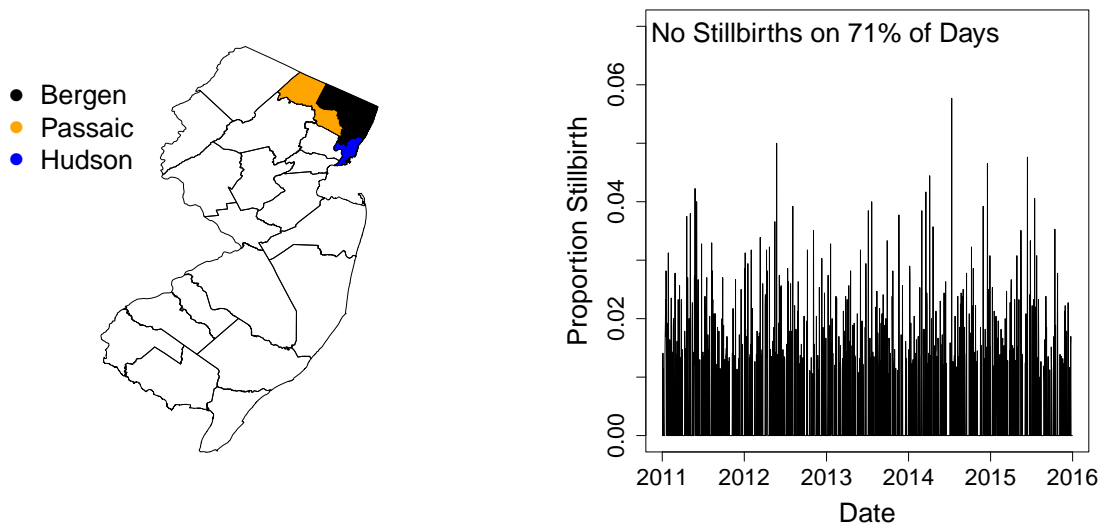 Bergen
Passaic
Hudson
No Stillbirths on 71% of Days
Proportion Stillbirth
0.00
0.02
0.04
0.06
2011
2012
2013
2014
2015
2016
Date